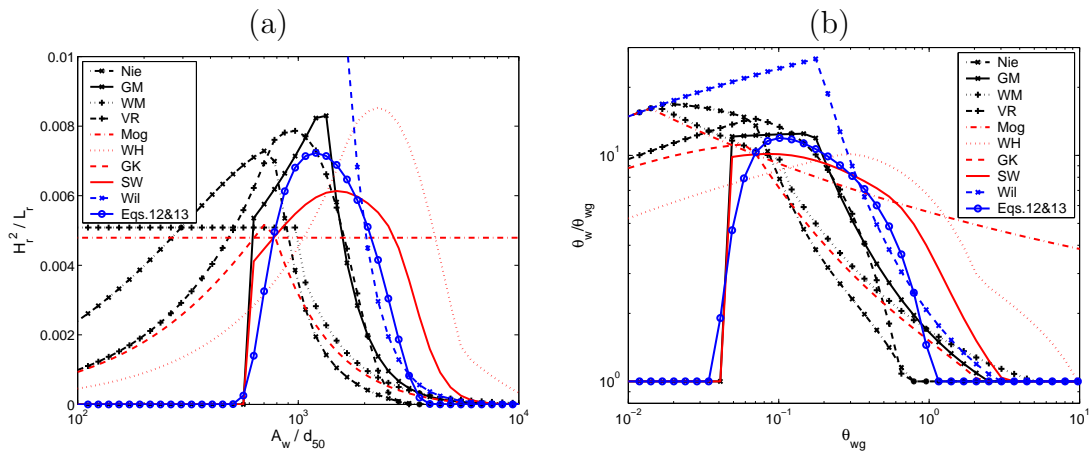 (a)
(b)
0.01
0.008
0.006
0.004
0.002
0
H_r^2 / L_r
10^2
10^3
10^4
A_w / d_50
Nie
GM
WM
VR
Mog
WH
GK
SW
Wil
Eqs.12&13
10^1
10^0
θ_w/θ_wg
10^-2
10^-1
10^0
10^1
θ_wg
Nie
GM
WM
VR
Mog
WH
GK
SW
Wil
Eqs.12&13